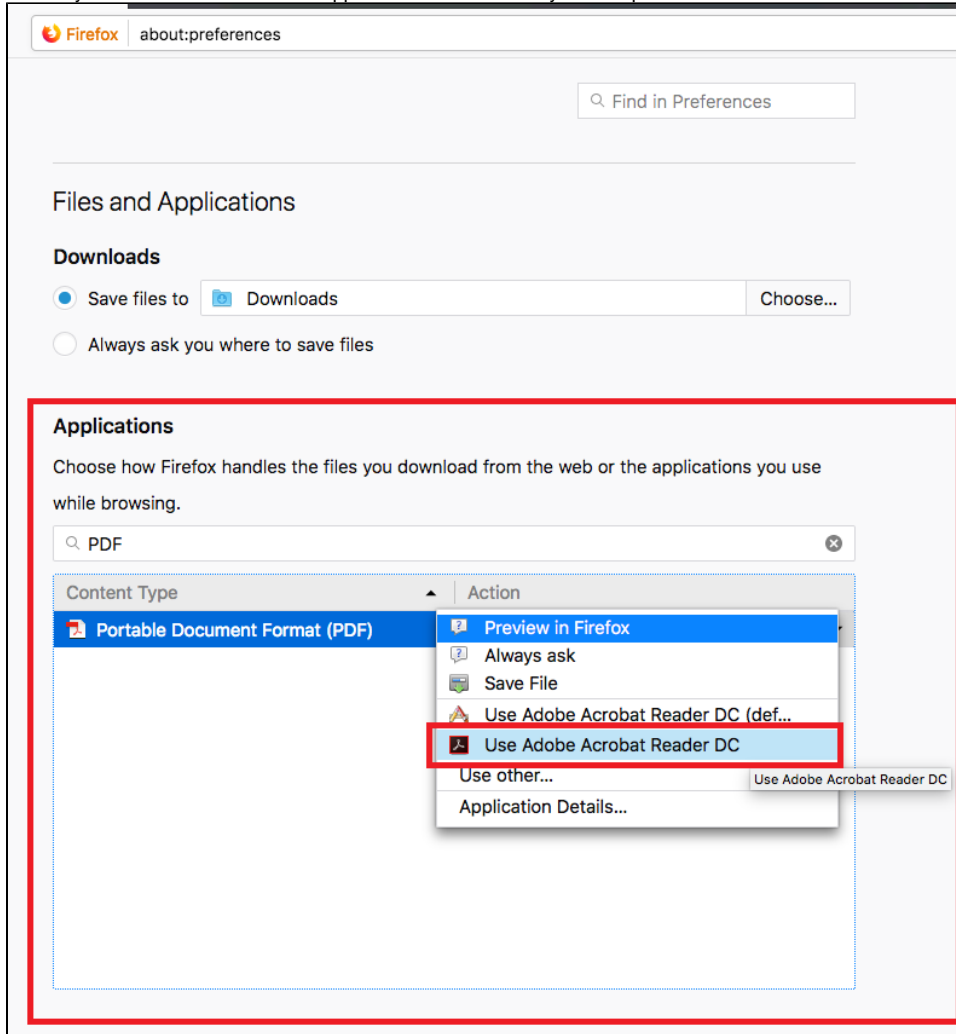 Firefox about:preferences
Find in Preferences
Files and Applications
Downloads
Save files to Downloads Choose...
Always ask you where to save files
Applications
Choose how Firefox handles the files you download from the web or the applications you use
while browsing.
PDF
Content Type Action
Portable Document Format (PDF)
Preview in Firefox
Always ask
Save File
Use Adobe Acrobat Reader DC (def...
Use Adobe Acrobat Reader DC
Use other...
Use Adobe Acrobat Reader DC
Application Details...